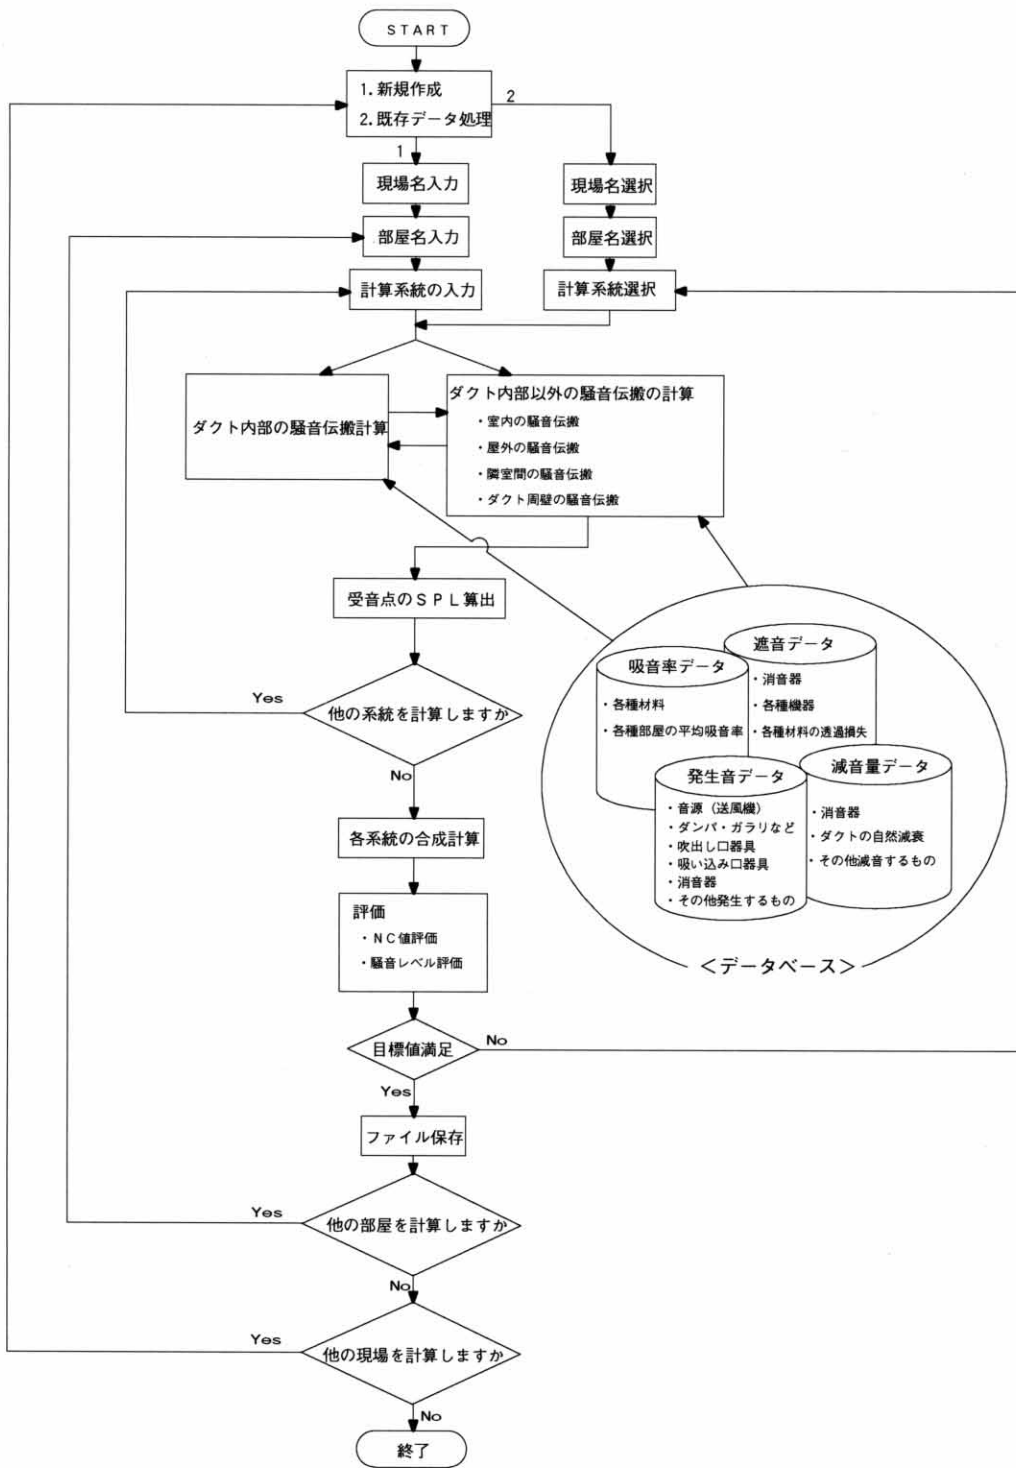 START
1.新規作成
2.既存データ処理
2
1
現場名入力
現場名選択
部屋名入力
部屋名選択
計算系統の入力
計算系統選択
ダクト内部の騒音伝搬計算
ダクト内部以外の騒音伝搬の計算
・室内の騒音伝搬
・屋外の騒音伝搬
・隣室間の騒音伝搬
・ダクト周壁の騒音伝搬
受音点のSPL算出
他の系統を計算しますか
Yes
No
吸音率データ
・各種材料
・各種部屋の平均吸音率
遮音データ
・消音器
・各種機器
・各種材料の透過損失
発生音データ
・音源(送風機)
・ダンパ・ガラリなど
・吹出し口器具
・吸い込み口器具
・消音器
・その他発生するもの
減音量データ
・消音器
・ダクトの自然減衰
・その他減音するもの
<データベース>
各系統の合成計算
評価
・NC値評価
・騒音レベル評価
目標値満足
No
Yes
ファイル保存
他の部屋を計算しますか
Yes
No
他の現場を計算しますか
Yes
No
終了